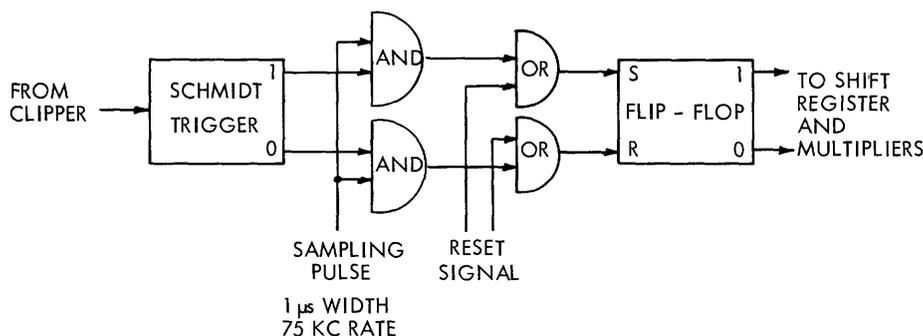 FROM
CLIPPER
SCHMIDT
TRIGGER
1
0
AND
AND
OR
OR
S
1
FLIP - FLOP
R
0
TO SHIFT
REGISTER
AND
MULTIPLIERS
SAMPLING
PULSE
1 µs WIDTH
75 KC RATE
RESET
SIGNAL